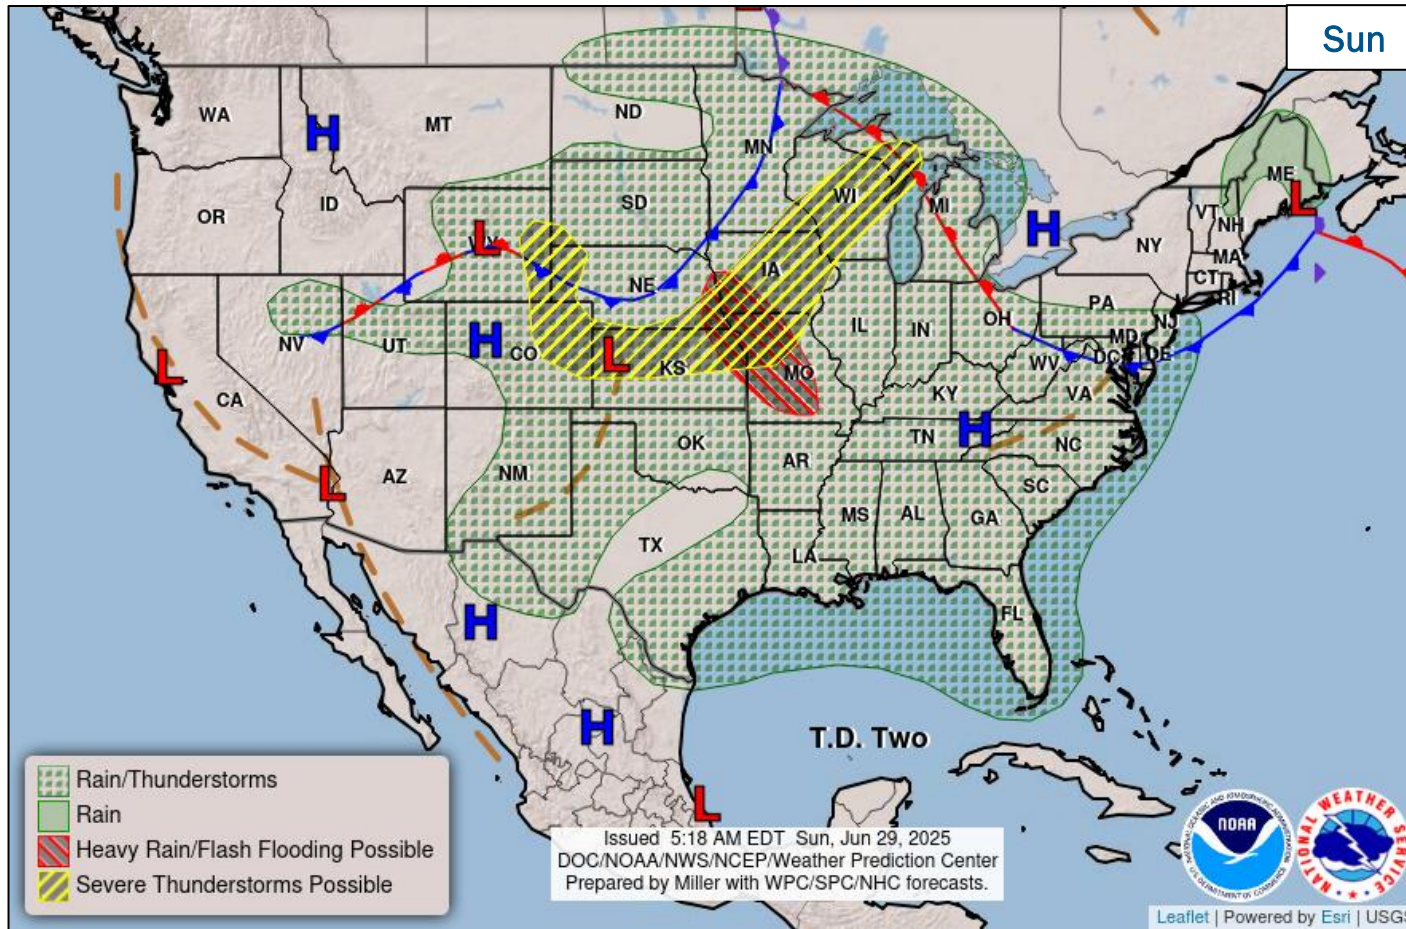 Sun
WA
MT
ND
MN
ME
OR
ID
SD
WI
MI
VT
NH
WY
NY
MA
CT
RI
NE
IA
PA
NV
UT
CO
IL
IN
OH
NJ
MD
DE
DC
WV
CA
KS
MO
KY
VA
AZ
NM
OK
AR
TN
NC
SC
TX
LA
MS
AL
GA
FL
H
H
H
H
H
H
L
L
L
L
L
L
T.D. Two
Rain/Thunderstorms
Rain
Heavy Rain/Flash Flooding Possible
Severe Thunderstorms Possible
Issued 5:18 AM EDT Sun, Jun 29, 2025
DOC/NOAA/NWS/NCEP/Weather Prediction Center
Prepared by Miller with WPC/SPC/NHC forecasts.
NOAA
NATIONAL WEATHER SERVICE
Leaflet | Powered by Esri | USGS